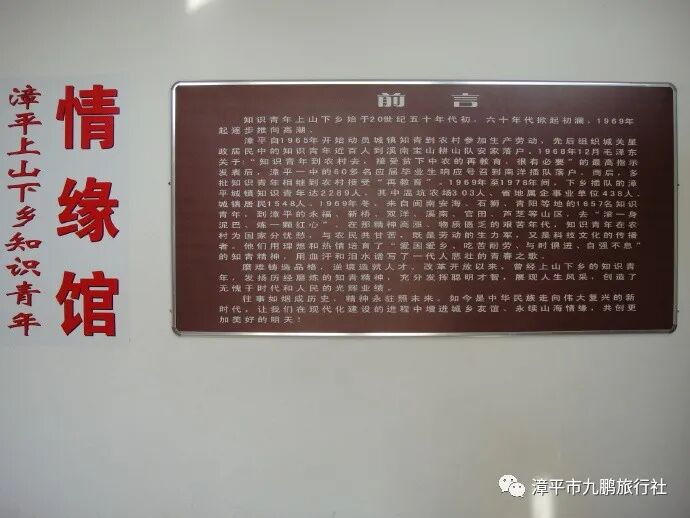 情缘馆
漳平上山下乡知识青年
前言
知识青年上山下乡始于20世纪五十年代初，六十年代掀起初澜，1969年
起逐步推向高潮。
漳平自1965年开始动员城镇知青到农村参加生产劳动，先后组织城关星
政居民中的知识青年近百人到溪南宝山耕山队安家落户。1968年12月毛泽东
关于：“知识青年到农村去，接受贫下中农的再教育，很有必要”的最高指示
发表后，漳平一中的60多名应届毕业生响应号召到南洋插队落户，而后，多
批知识青年相继到农村接受“再教育”。1969年至1978年间，下乡插队的漳
平城镇知识青年达2289人，其中温坑农场303人、省地属企事业单位438人、
城镇居民1548人。1969年冬，来自闽南安海、石狮、青阳等地的1657名知识
青年，到漳平的永福、新桥、双洋、溪南、官田、芦芝等山区，去“滚一身
泥巴、炼一颗红心”。在那精神高涨、物质匮乏的艰苦年代，知识青年在农
村为国家分忧愁，与农民共甘苦，既是劳动的生力军，又是科技文化的传播
者。他们用理想和热情培育了“爱国爱乡、吃苦耐劳、与时俱进、自强不息”
的知青精神，用血汗和泪水谱写了一代人悲壮的青春之歌。
磨难铸造品格，逆境造就人才。改革开放以来，曾经上山下乡的知识青
年，发扬历经磨炼的知青精神，充分发挥聪明才智，展现人生风采，创造了
无愧于时代和人民的光辉业绩。
往事如烟成历史，精神永驻照未来。如今是中华民族走向伟大复兴的新
时代，让我们在现代化建设的进程中增进城乡友谊、永续山海情缘，共创更
加美好的明天！
漳平市九鹏旅行社